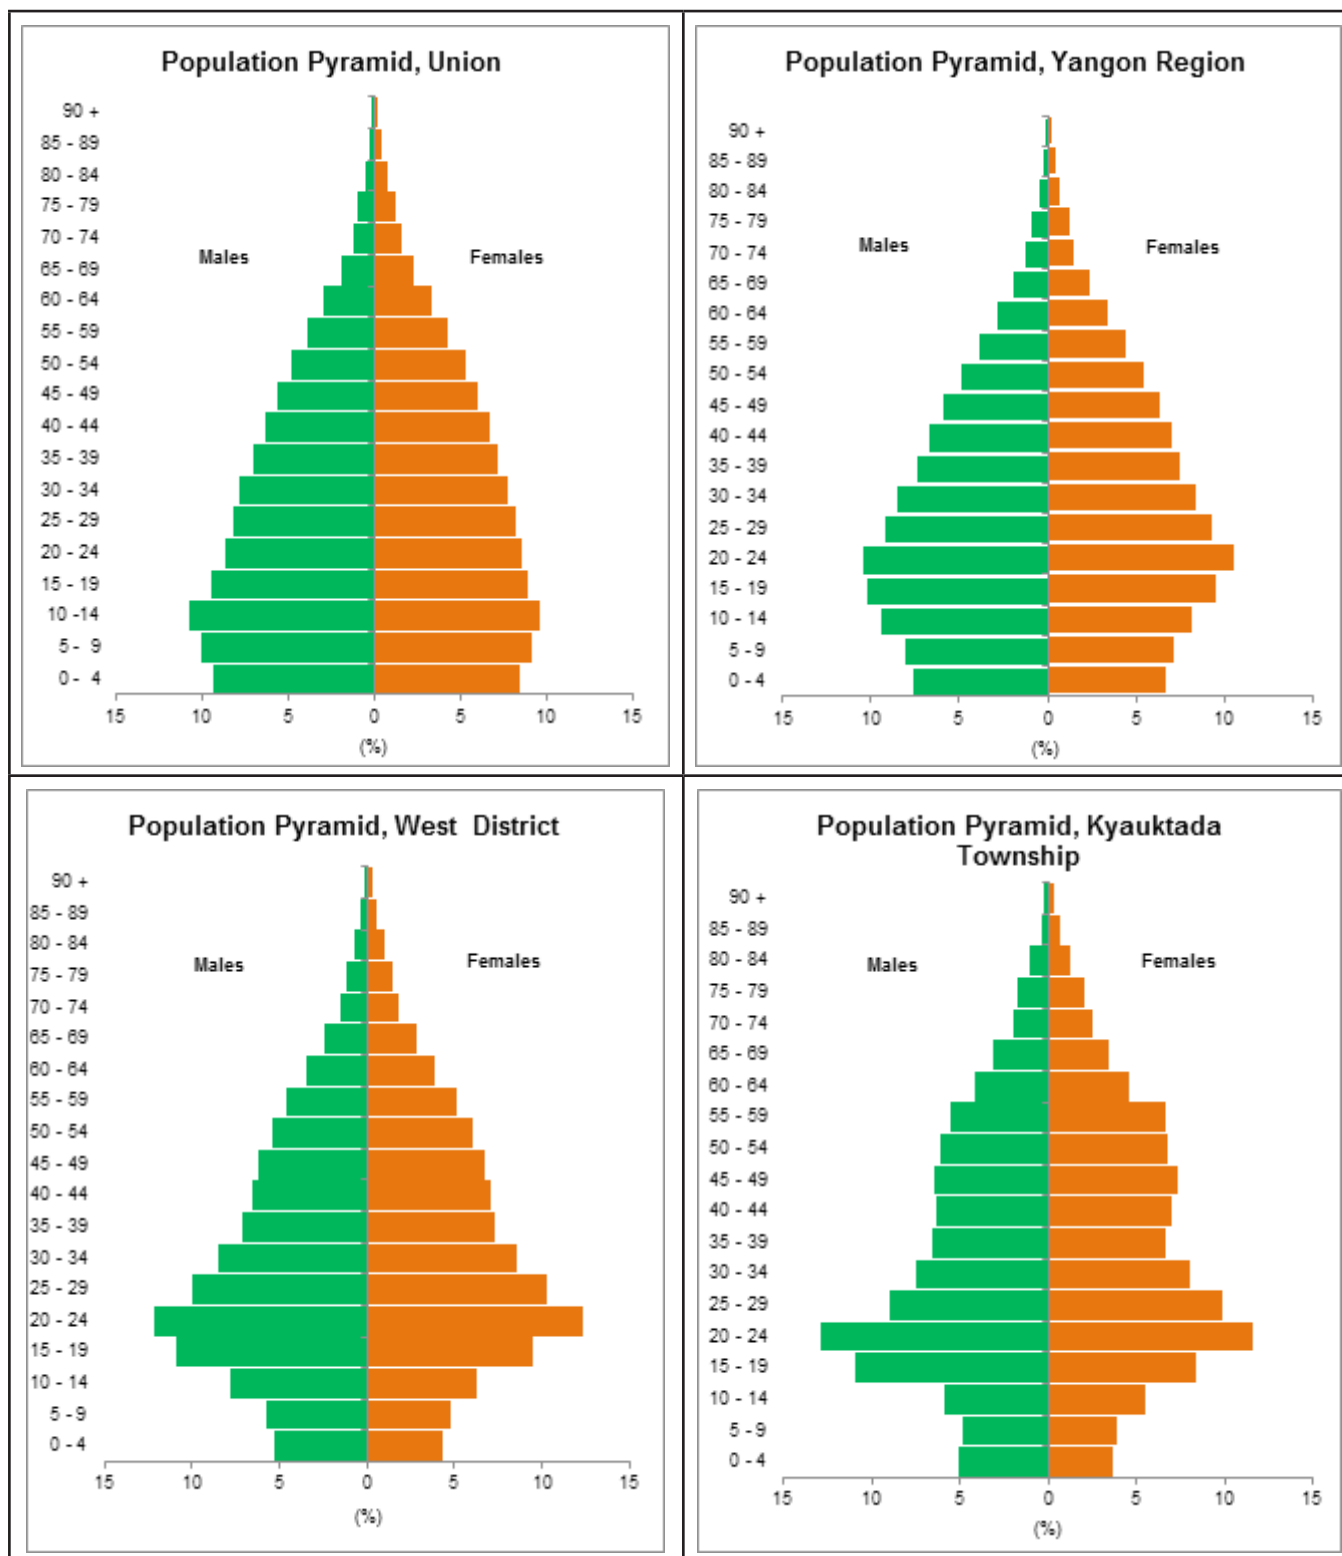 Population Pyramid, Union
90 +
85 - 89
80 - 84
75 - 79
70 - 74
Males
Females
65 - 69
60 - 64
55 - 59
50 - 54
45 - 49
40 - 44
35 - 39
30 - 34
25 - 29
20 - 24
15 - 19
10 -14
5 - 9
0 - 4
15 10 5 0 5 10 15
(%)
Population Pyramid, Yangon Region
90 +
85 - 89
80 - 84
75 - 79
Males
Females
70 - 74
65 - 69
60 - 64
55 - 59
50 - 54
45 - 49
40 - 44
35 - 39
30 - 34
25 - 29
20 - 24
15 - 19
10 - 14
5 - 9
0 - 4
15 10 5 0 5 10 15
(%)
Population Pyramid, West District
90 +
85 - 89
80 - 84
Males
Females
75 - 79
70 - 74
65 - 69
60 - 64
55 - 59
50 - 54
45 - 49
40 - 44
35 - 39
30 - 34
25 - 29
20 - 24
15 - 19
10 - 14
5 - 9
0 - 4
15 10 5 0 5 10 15
(%)
Population Pyramid, Kyauktada
Township
90 +
85 - 89
80 - 84
Males
Females
75 - 79
70 - 74
65 - 69
60 - 64
55 - 59
50 - 54
45 - 49
40 - 44
35 - 39
30 - 34
25 - 29
20 - 24
15 - 19
10 - 14
5 - 9
0 - 4
15 10 5 0 5 10 15
(%)